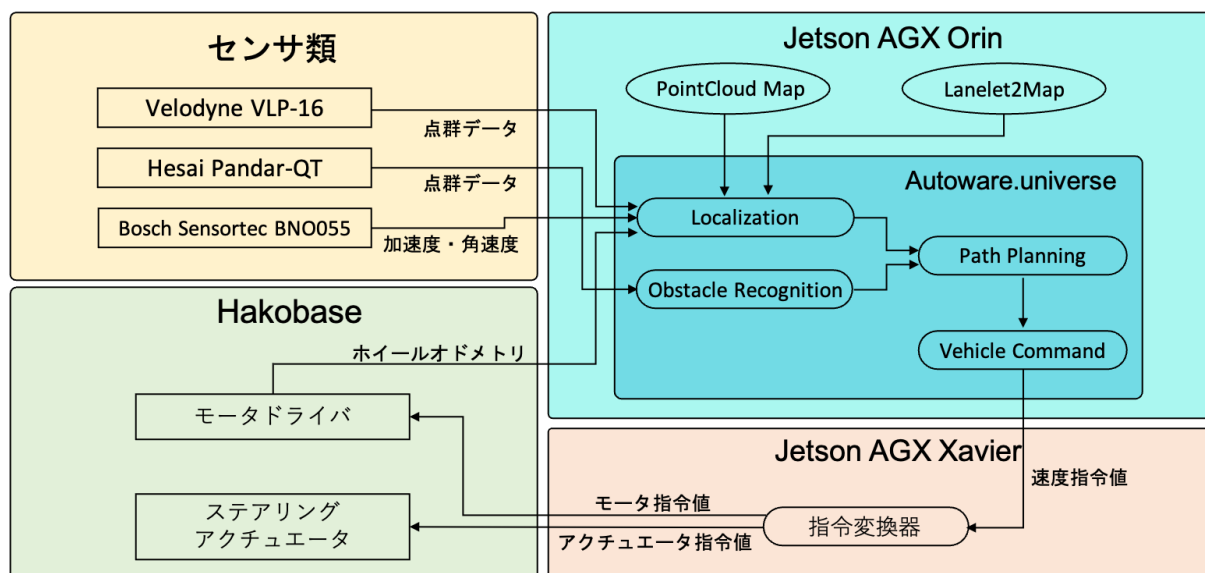 センサ類
Velodyne VLP-16
点群データ
Hesai Pandar-QT
点群データ
Bosch Sensortec BNO055
加速度・角速度
Jetson AGX Orin
PointCloud Map
Lanelet2Map
Autoware.universe
Localization
Path Planning
Obstacle Recognition
Vehicle Command
Hakobase
ホイールオドメトリ
モータドライバ
ステアリング
アクチュエータ
Jetson AGX Xavier
速度指令値
モータ指令値
指令変換器
アクチュエータ指令値